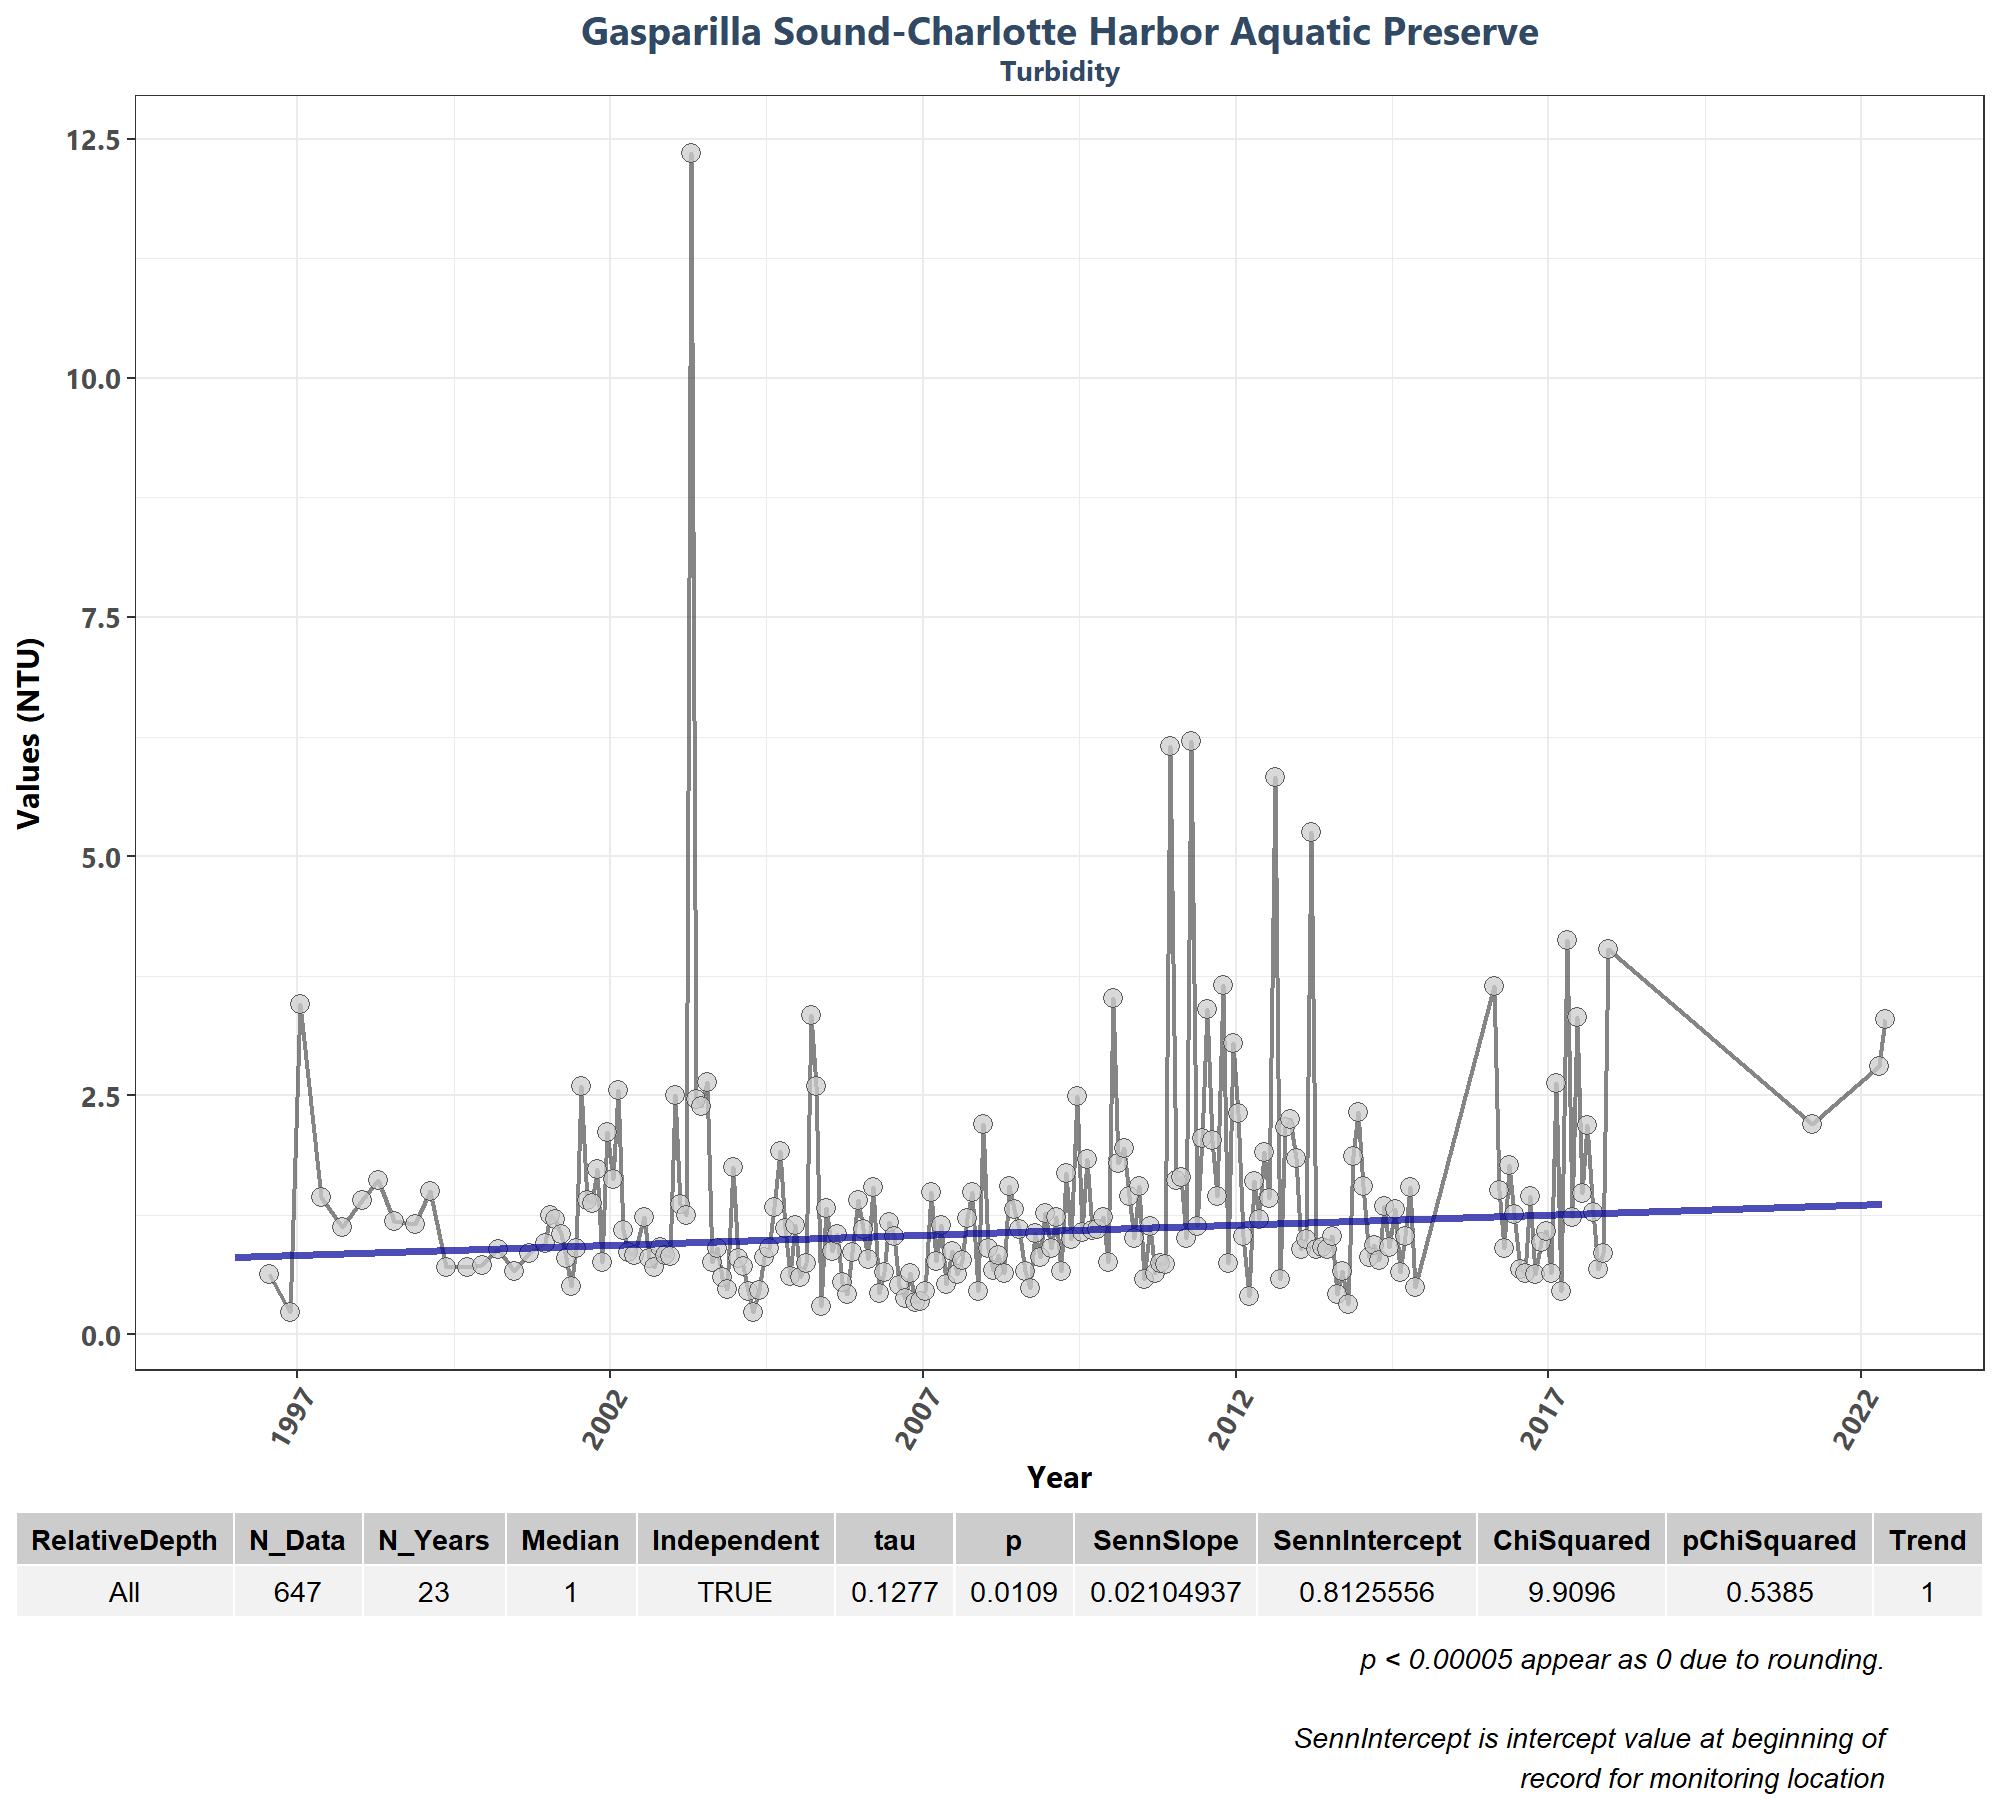 Gasparilla Sound-Charlotte Harbor Aquatic Preserve
Turbidity
Values (NTU)
12.5
10.0
7.5
5.0
2.5
0.0
1997 2002 2007 2012 2017 2022
Year
RelativeDepth N_Data N_Years Median Independent tau p SennSlope SennIntercept ChiSquared pChiSquared Trend
All 647 23 1 TRUE 0.1277 0.0109 0.02104937 0.8125556 9.9096 0.5385 1
p < 0.00005 appear as 0 due to rounding.
SennIntercept is intercept value at beginning of
record for monitoring location